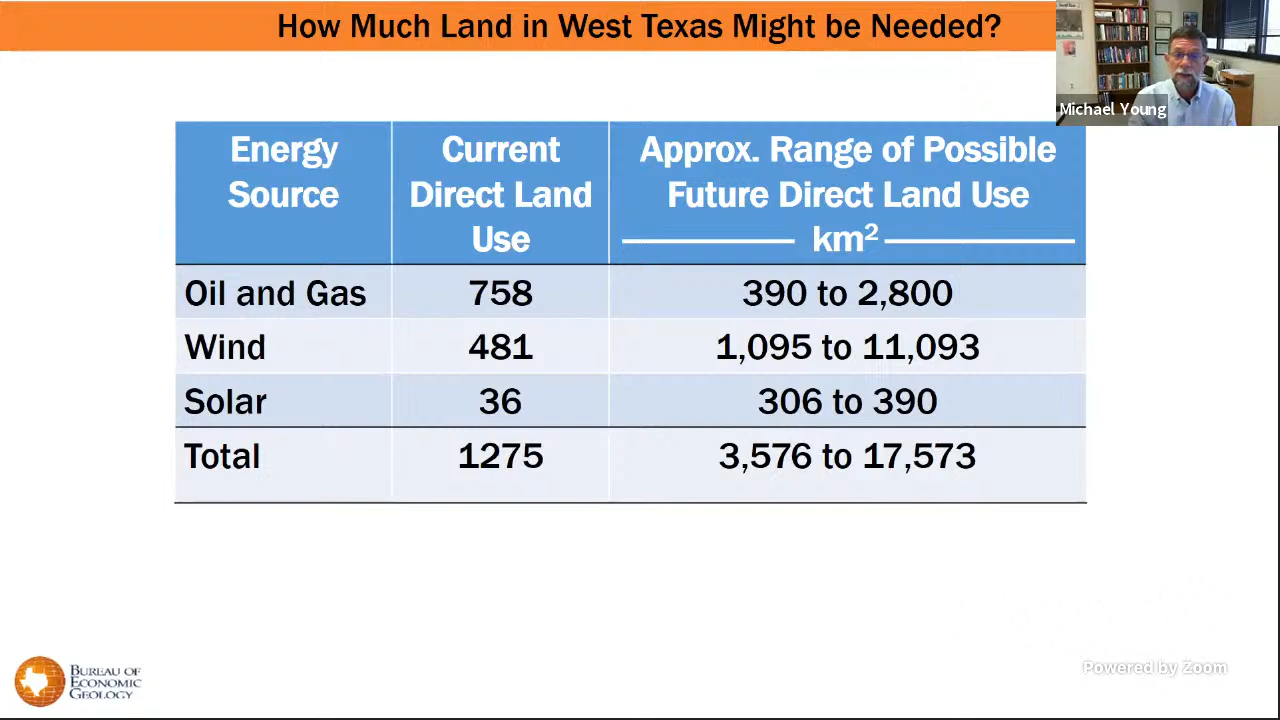 How Much Land in West Texas Might be Needed?
Michael Young
Energy
Source
Current
Direct Land
Use
Approx. Range of Possible
Future Direct Land Use
km²
Oil and Gas 758 390 to 2,800
Wind 481 1,095 to 11,093
Solar 36 306 to 390
Total 1275 3,576 to 17,573
BUREAU OF
ECONOMIC
GEOLOGY
Powered by Zoom